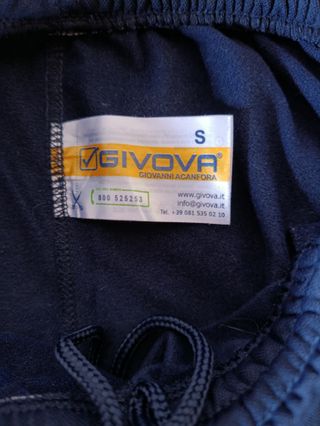 S
GIVOVA
GIOVANNI ACANFORA
800 525253
www.givova.it
info@givova.it
Tel. +39 081 535 02 10